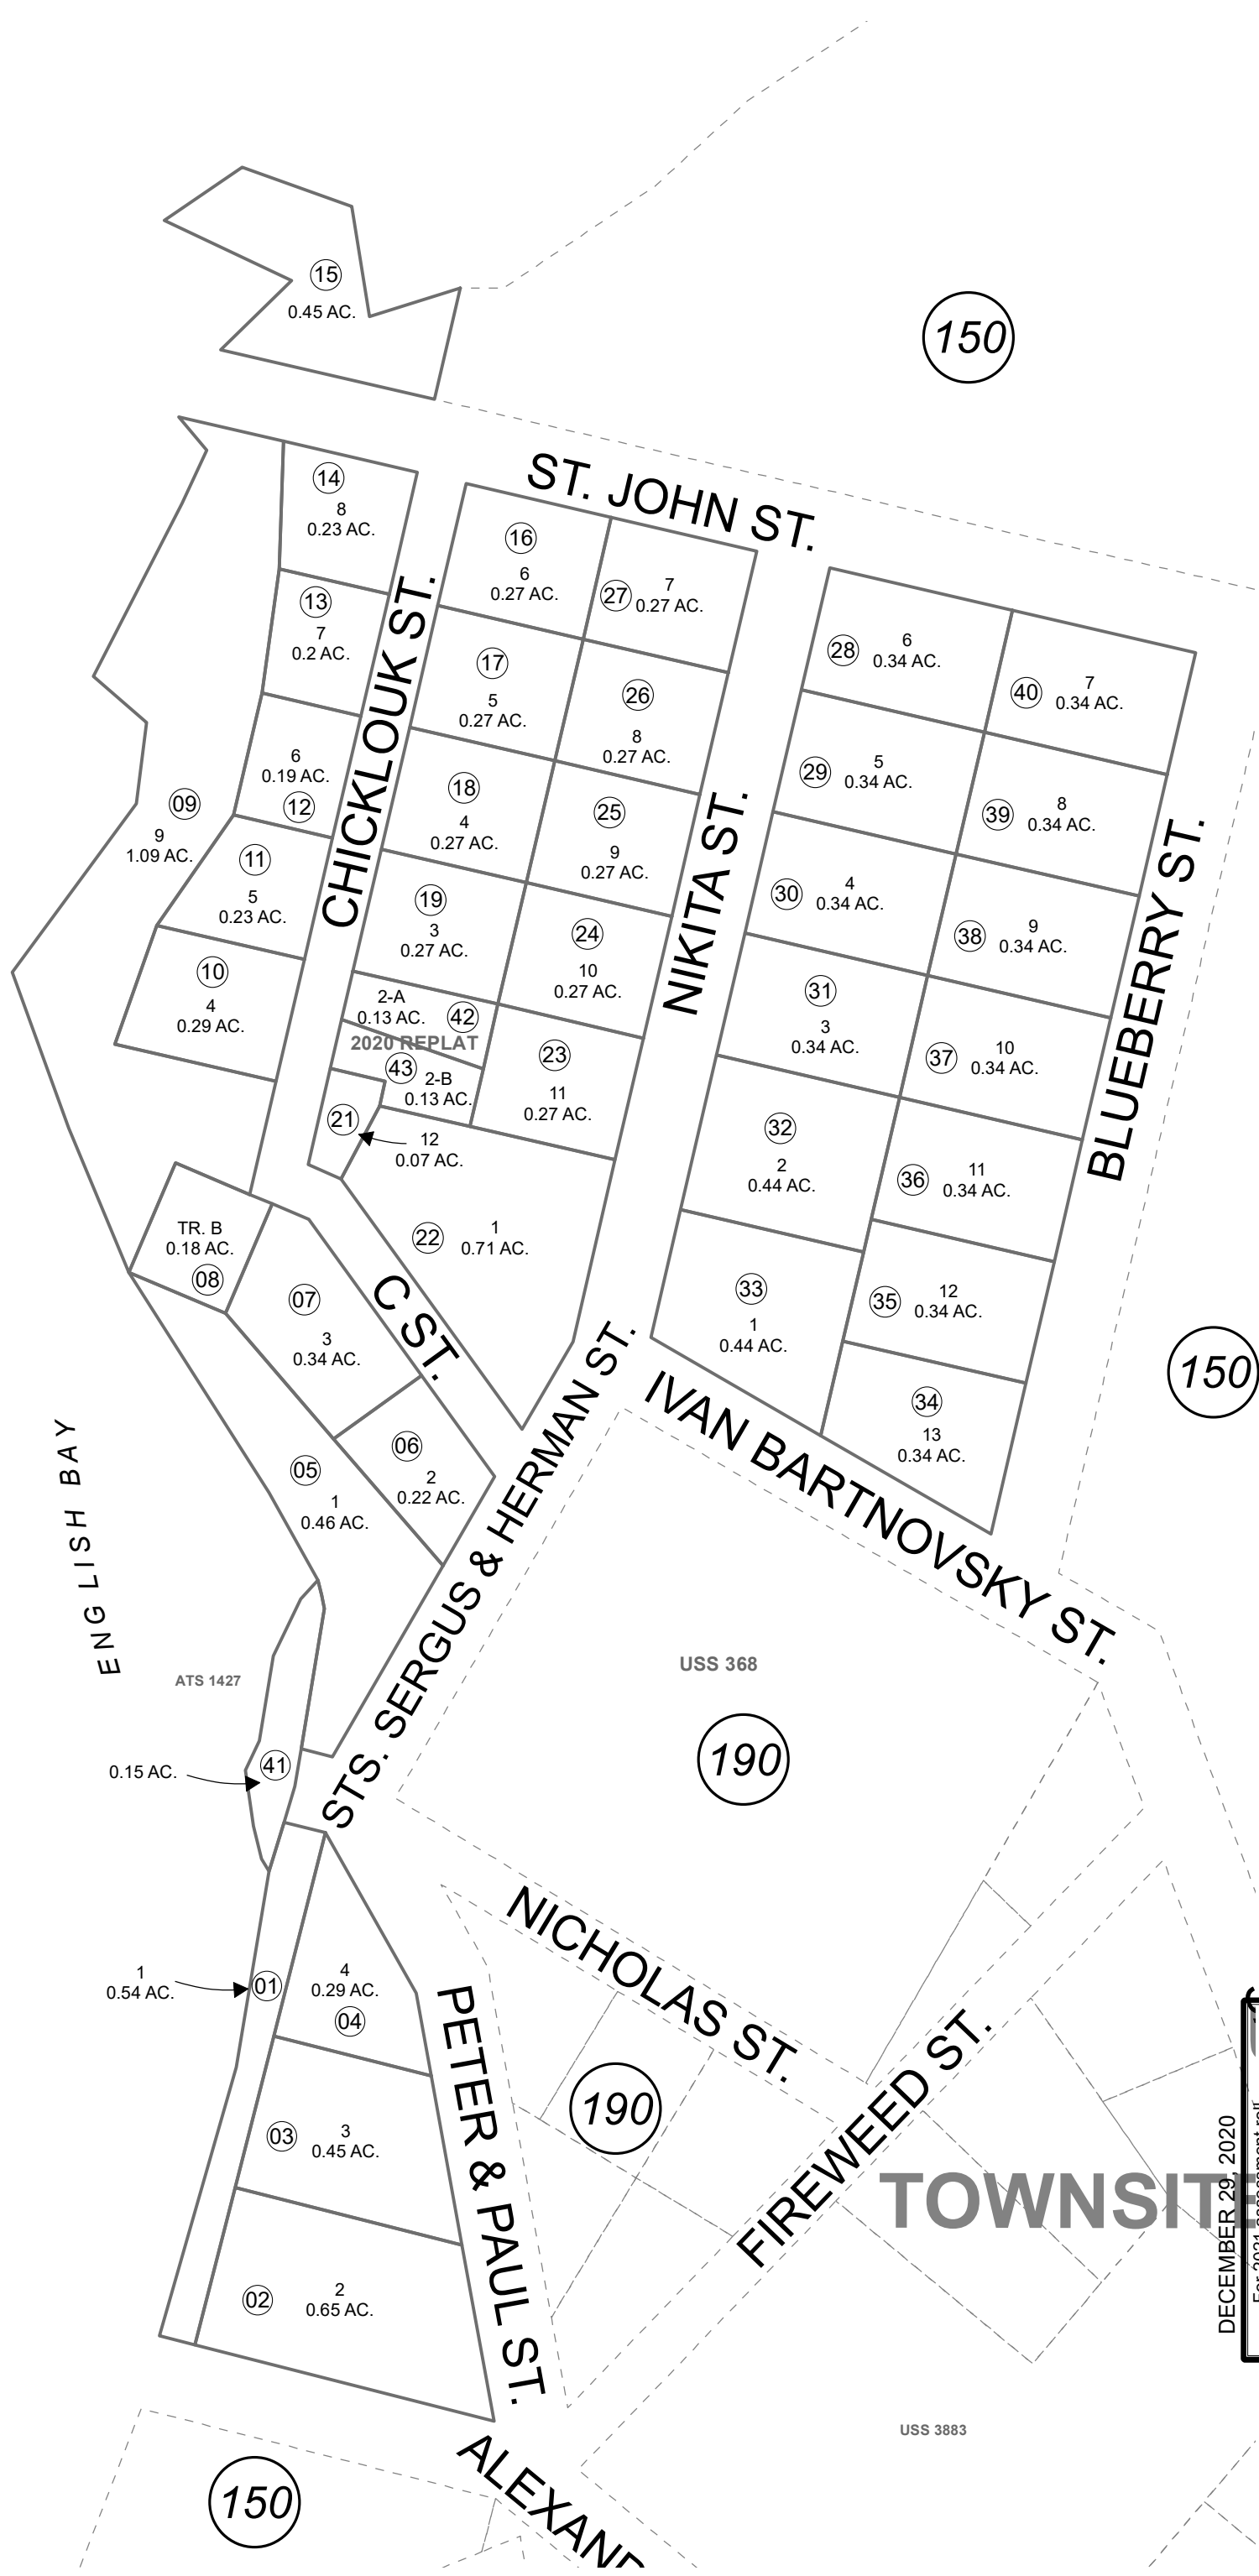 15
0.45 AC.
150
ST. JOHN ST.
14
8
0.23 AC.
16
6
0.27 AC.
27
7
0.27 AC.
13
7
0.2 AC.
CHICKLOUK ST.
28
6
0.34 AC.
17
5
0.27 AC.
26
8
0.27 AC.
40
7
0.34 AC.
6
0.19 AC.
12
29
5
0.34 AC.
18
4
0.27 AC.
09
9
1.09 AC.
25
9
0.27 AC.
39
8
0.34 AC.
11
5
0.23 AC.
NIKITA ST.
BLUEBERRY ST.
30
4
0.34 AC.
19
3
0.27 AC.
24
10
0.27 AC.
38
9
0.34 AC.
10
4
0.29 AC.
31
3
0.34 AC.
2-A
0.13 AC.
42
2020 REPLAT
43
2-B
0.13 AC.
23
11
0.27 AC.
37
10
0.34 AC.
21
12
0.07 AC.
32
2
0.44 AC.
36
11
0.34 AC.
TR. B
0.18 AC.
08
22
1
0.71 AC.
07
3
0.34 AC.
C ST.
33
1
0.44 AC.
35
12
0.34 AC.
150
34
13
0.34 AC.
IVAN BARTNOVSKY ST.
06
2
0.22 AC.
05
1
0.46 AC.
ENGLISH BAY
STS. SERGUS & HERMAN ST.
ATS 1427
USS 368
190
41
0.15 AC.
NICHOLAS ST.
1
0.54 AC.
01
4
0.29 AC.
04
PETER & PAUL ST.
FIREWEED ST.
190
03
3
0.45 AC.
TOWNSITE
DECEMBER 29, 2020
02
2
0.65 AC.
USS 3883
150
ALEXAND